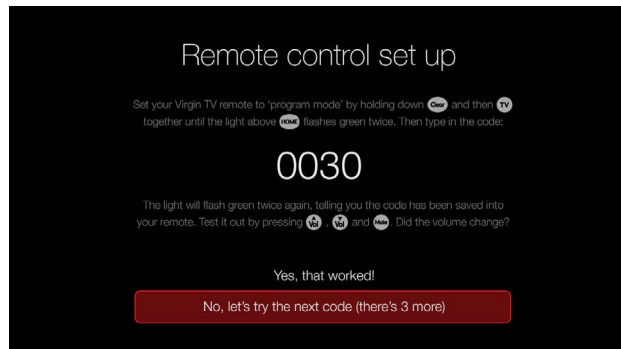 Remote control set up
Set your Virgin TV remote to 'program mode' by holding down Clear and then TV
together until the light above HOME flashes green twice. Then type in the code:
0030
The light will flash green twice again, telling you the code has been saved into
your remote. Test it out by pressing Vol , Vol and Mute. Did the volume change?
Yes, that worked!
No, let's try the next code (there's 3 more)